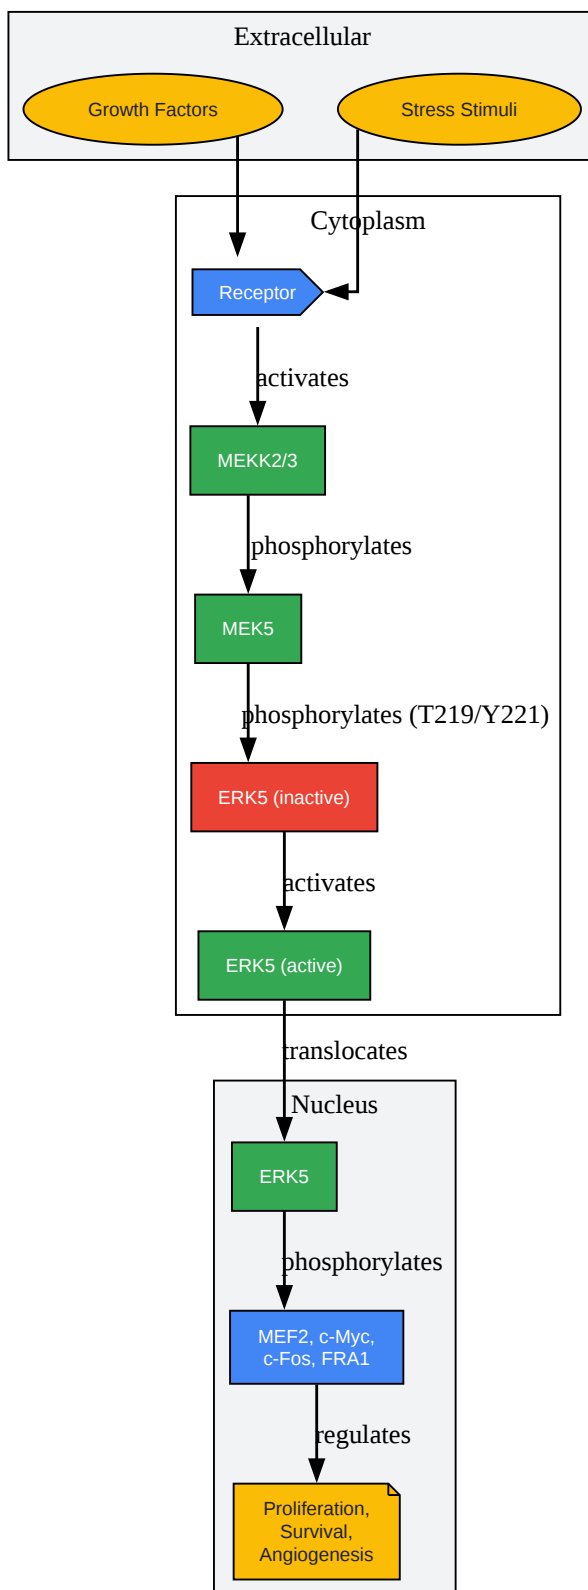 Extracellular
Growth Factors
Stress Stimuli
Cytoplasm
Receptor
activates
MEKK2/3
phosphorylates
MEK5
phosphorylates (T219/Y221)
ERK5 (inactive)
activates
ERK5 (active)
translocates
Nucleus
ERK5
phosphorylates
MEF2, c-Myc,
c-Fos, FRA1
regulates
Proliferation,
Survival,
Angiogenesis